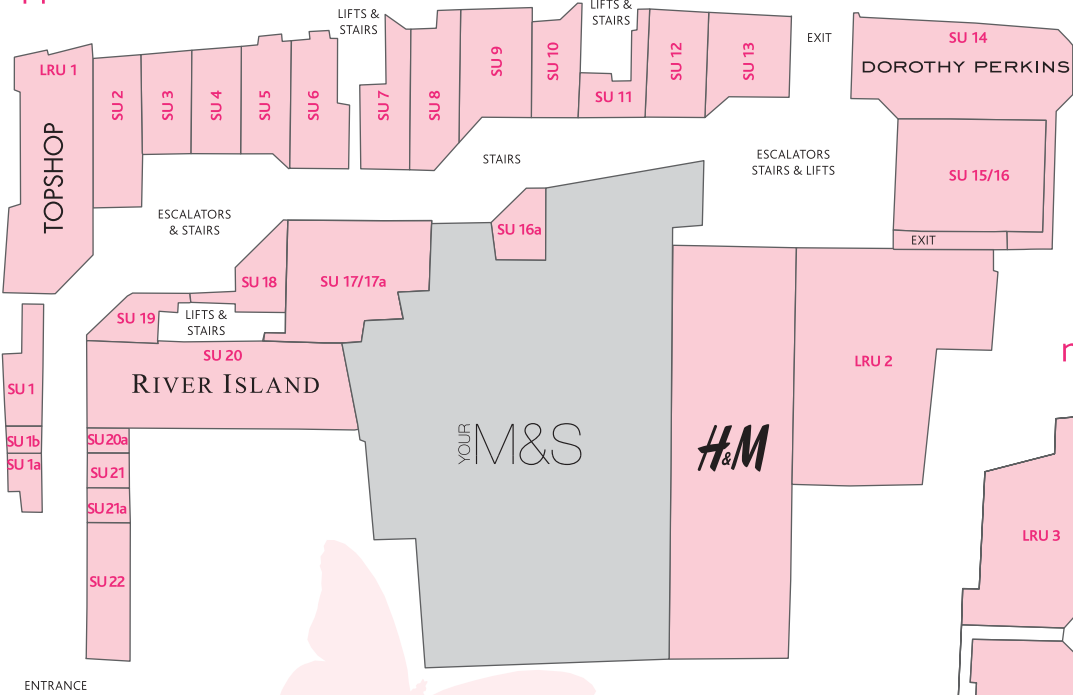 LIFTS &
STAIRS
LIFTS &
STAIRS
EXIT
SU 14
DOROTHY PERKINS
LRU 1
TOPSHOP
SU 2
SU 3
SU 4
SU 5
SU 6
SU 7
SU 8
SU 9
SU 10
SU 11
SU 12
SU 13
STAIRS
ESCALATORS
STAIRS & LIFTS
SU 15/16
EXIT
ESCALATORS
& STAIRS
SU 16a
SU 18
SU 17/17a
SU 19
LIFTS &
STAIRS
SU 20
RIVER ISLAND
SU 1
SU 1b
SU 1a
SU 20a
SU 21
SU 21a
SU 22
YOUR
M&S
H&M
LRU 2
LRU 3
ENTRANCE